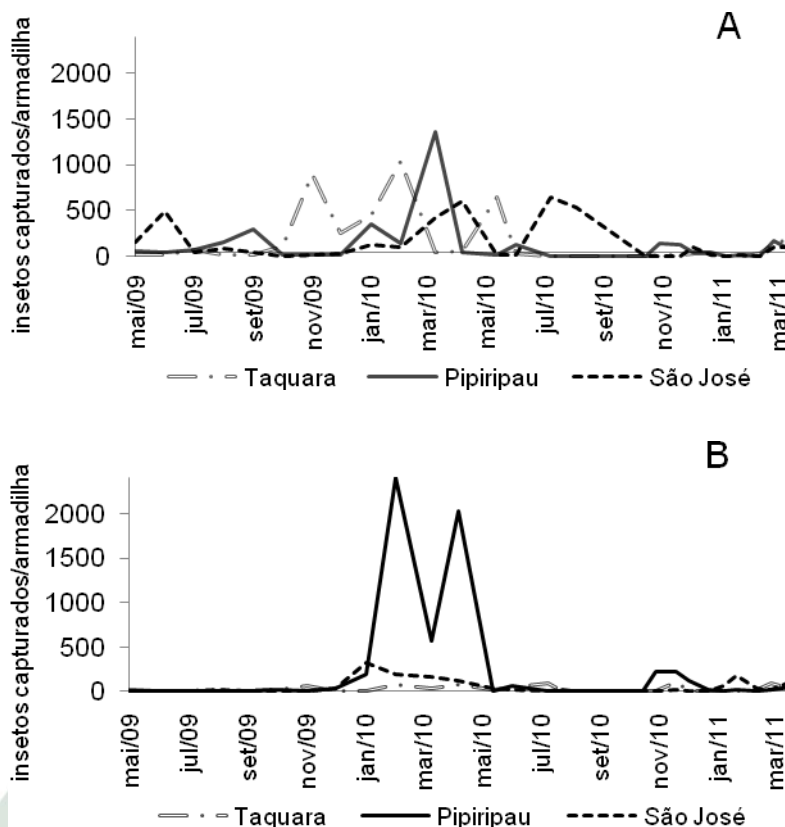 A
insetos capturados/armadilha
2000
1500
1000
500
0
mai/09 jul/09 set/09 nov/09 jan/10 mar/10 mai/10 jul/10 set/10 nov/10 jan/11 mar/11
Taquara Pipiripau São José
B
insetos capturados/armadilha
2000
1500
1000
500
0
mai/09 jul/09 set/09 nov/09 jan/10 mar/10 mai/10 jul/10 set/10 nov/10 jan/11 mar/11
Taquara Pipiripau São José